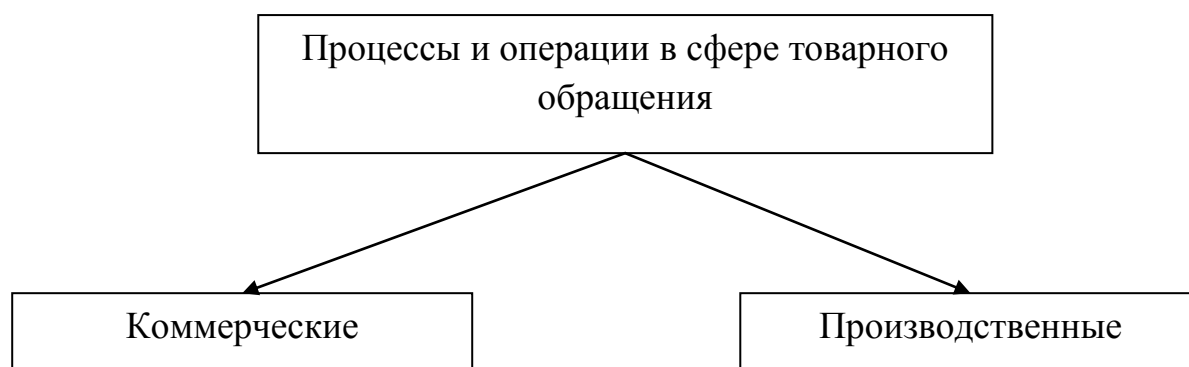 Процессы и операции в сфере товарного
обращения
Коммерческие
Производственные